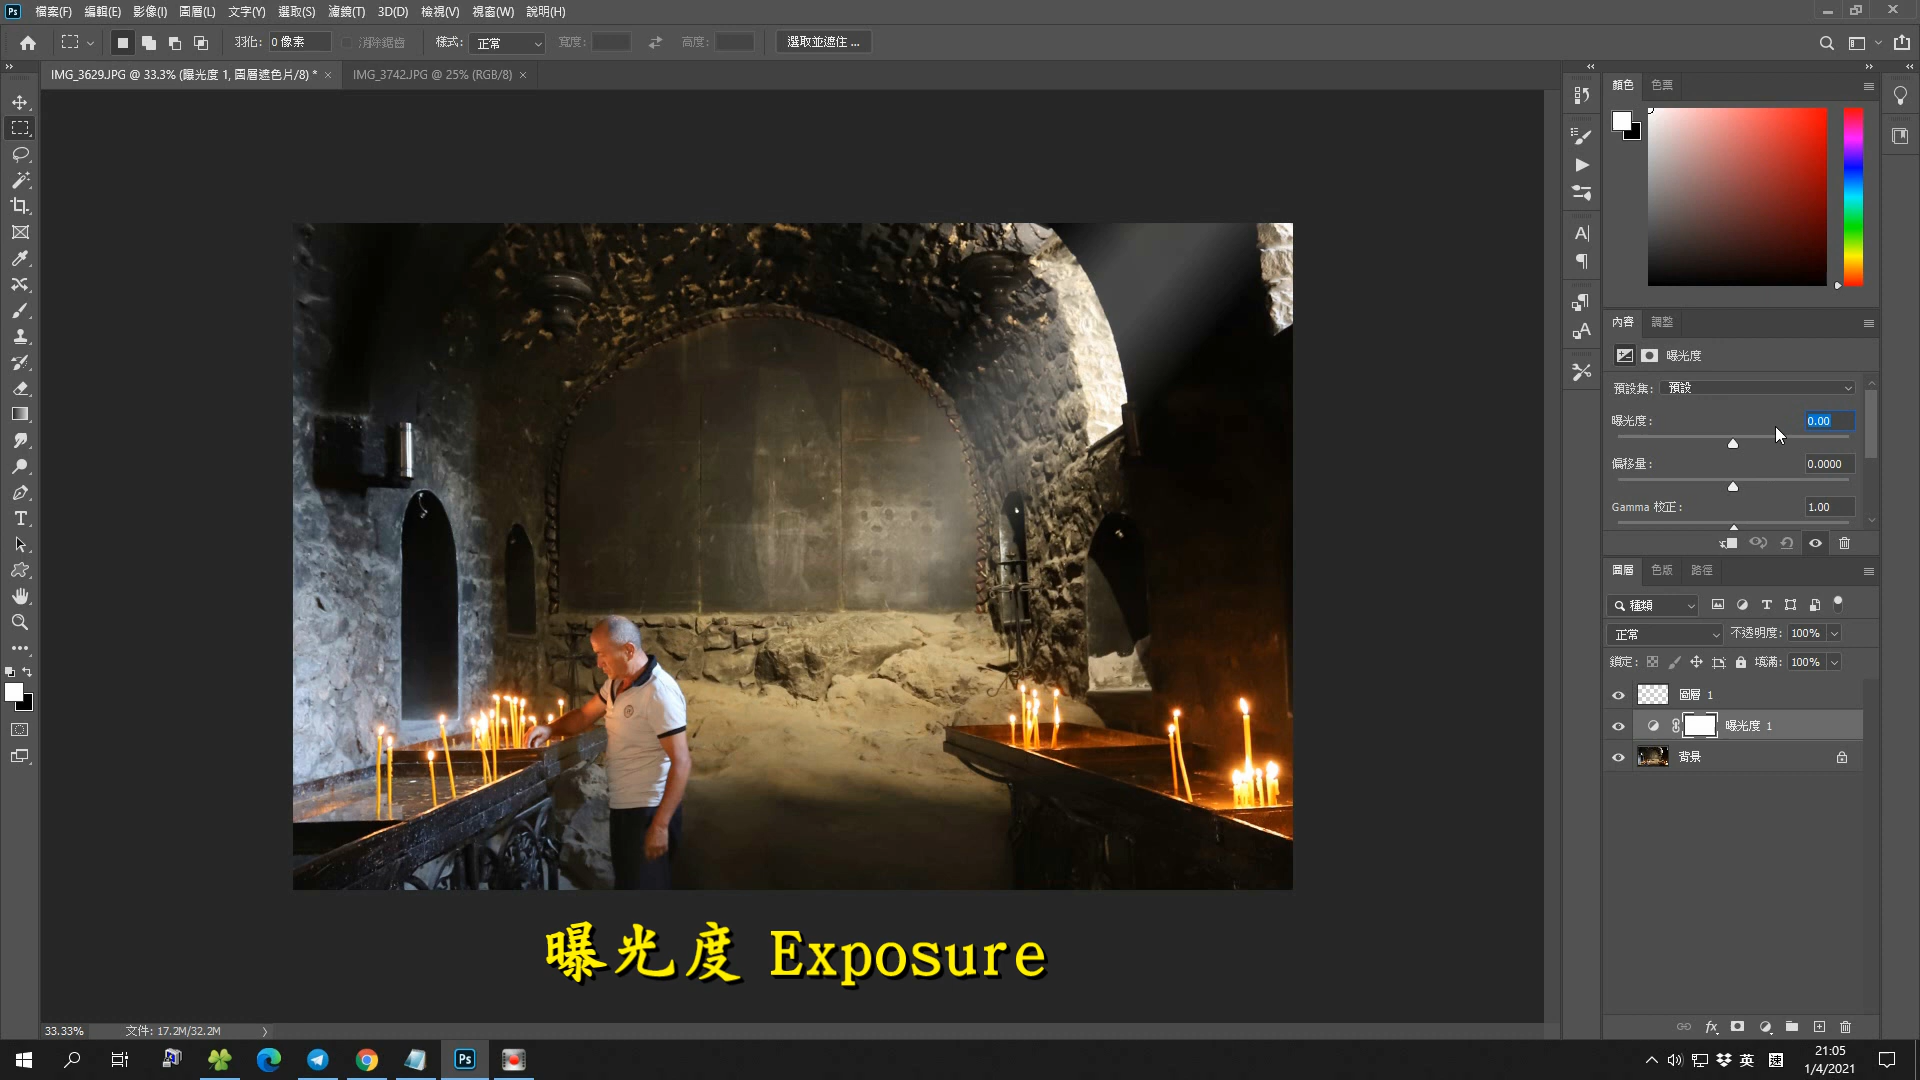 Ps 檔案(F) 編輯(E) 影像(I) 圖層(L) 文字(Y) 選取(S) 濾鏡(T) 3D(D) 檢視(V) 視窗(W) 說明(H)
羽化: 0 像素 消除鋸齒 樣式: 正常 寬度: 高度: 選取並遮住 ...
IMG_3629.JPG @ 33.3% (曝光度 1, 圖層遮色片/8) * × IMG_3742.JPG @ 25% (RGB/8) ×
顏色 色票
內容 調整
曝光度
預設集: 預設
曝光度: 0.00
偏移量: 0.0000
Gamma 校正: 1.00
圖層 色版 路徑
種類
正常 不透明度: 100%
鎖定: 填滿: 100%
圖層 1
曝光度 1
背景
曝光度 Exposure
33.33% 文件: 17.2M/32.2M
Ps
英 速
21:05
1/4/2021